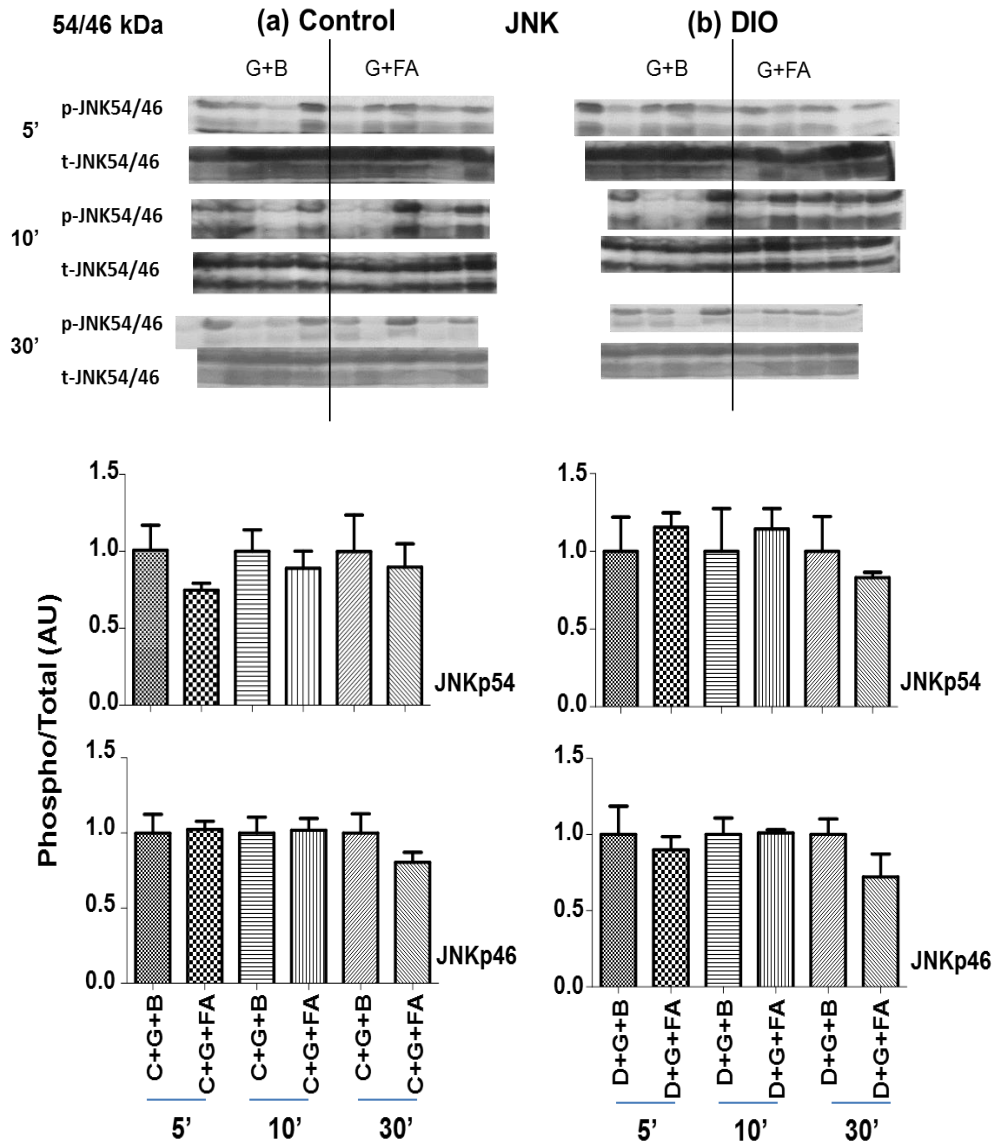 54/46 kDa (a) Control JNK (b) DIO
G+B G+FA G+B G+FA
p-JNK54/46
5’
t-JNK54/46
p-JNK54/46
10’
t-JNK54/46
p-JNK54/46
30’
t-JNK54/46
Phospho/Total (AU)
1.5
1.0
0.5
0.0
JNKp54
1.5
1.0
0.5
0.0
JNKp54
1.5
1.0
0.5
0.0
JNKp46
1.5
1.0
0.5
0.0
JNKp46
C+G+B
C+G+FA
C+G+B
C+G+FA
C+G+B
C+G+FA
5’ 10’ 30’
D+G+B
D+G+FA
D+G+B
D+G+FA
D+G+B
D+G+FA
5’ 10’ 30’